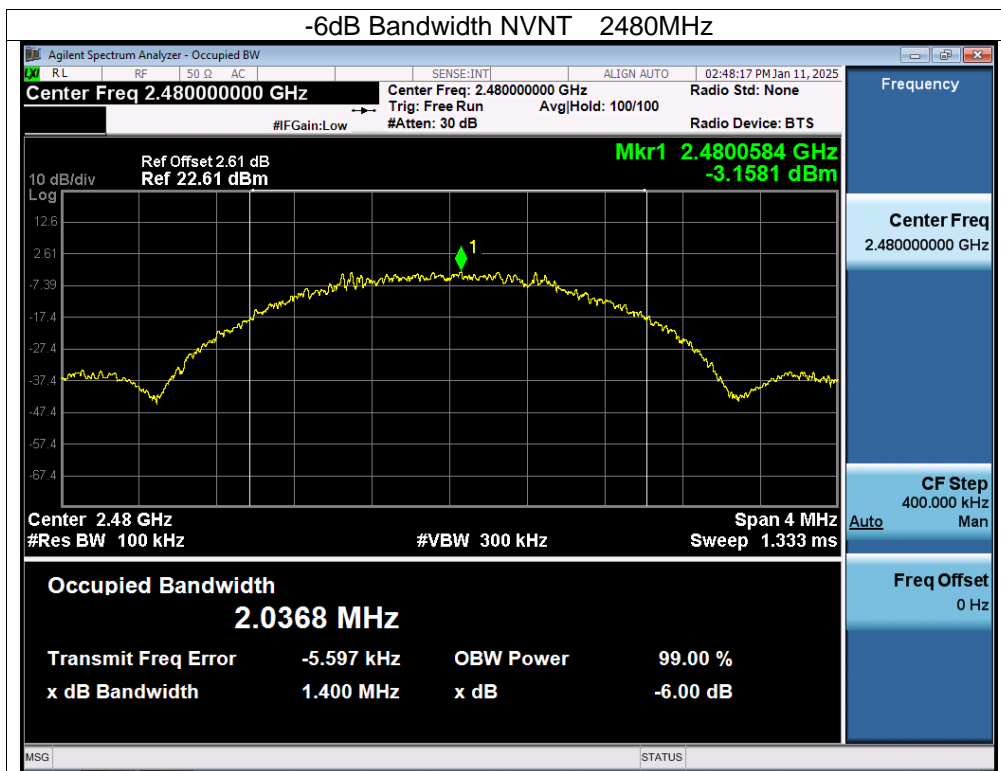 -6dB Bandwidth NVNT 2480MHz
Agilent Spectrum Analyzer - Occupied BW
LXI RL RF 50 Ω AC SENSE:INT ALIGN AUTO 02:48:17 PM Jan 11, 2025
Center Freq 2.480000000 GHz
Center Freq: 2.480000000 GHz Radio Std: None
Trig: Free Run Avg|Hold: 100/100
#IFGain:Low #Atten: 30 dB Radio Device: BTS
Frequency
Mkr1 2.4800584 GHz
-3.1581 dBm
Ref Offset 2.61 dB
10 dB/div Ref 22.61 dBm
Log
12.6
2.61
-7.39
-17.4
-27.4
-37.4
-47.4
-57.4
-67.4
1
Center Freq
2.480000000 GHz
Center 2.48 GHz Span 4 MHz
#Res BW 100 kHz #VBW 300 kHz Sweep 1.333 ms
CF Step
400.000 kHz
Auto Man
Freq Offset
0 Hz
Occupied Bandwidth
2.0368 MHz
Transmit Freq Error -5.597 kHz OBW Power 99.00 %
x dB Bandwidth 1.400 MHz x dB -6.00 dB
MSG STATUS